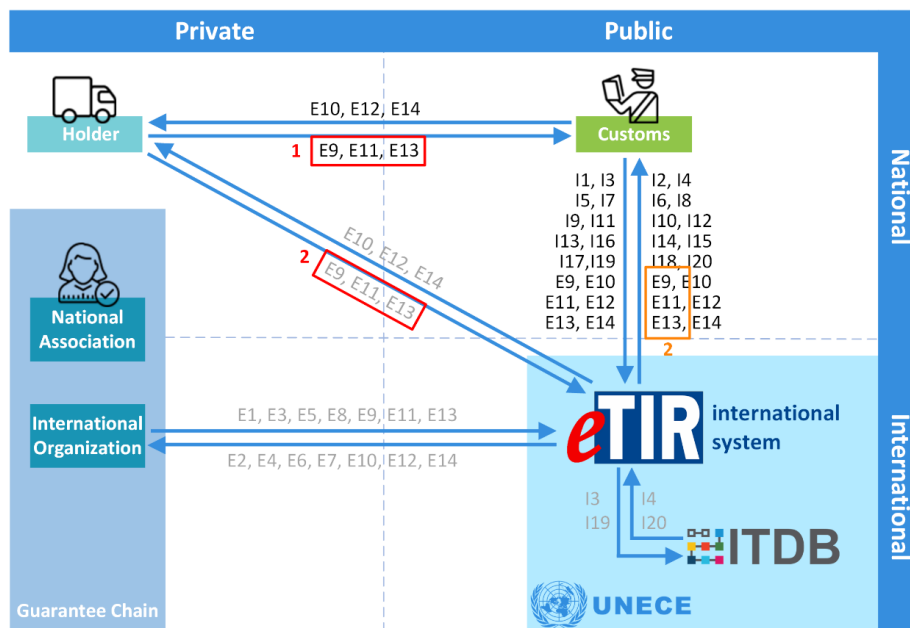 Private
Public
National
International
Holder
E10, E12, E14
1
E9, E11, E13
Customs
I1, I3
I5, I7
I9, I11
I13, I16
I17, I19
E9, E10
E11, E12
E13, E14
I2, I4
I6, I8
I10, I12
I14, I15
I18, I20
E9, E10
E11, E12
E13, E14
2
E10, E12, E14
2
E9, E11, E13
National
Association
International
Organization
E1, E3, E5, E8, E9, E11, E13
E2, E4, E6, E7, E10, E12, E14
eTIR
international
system
I3
I19
I4
I20
ITDB
Guarantee Chain
UNECE